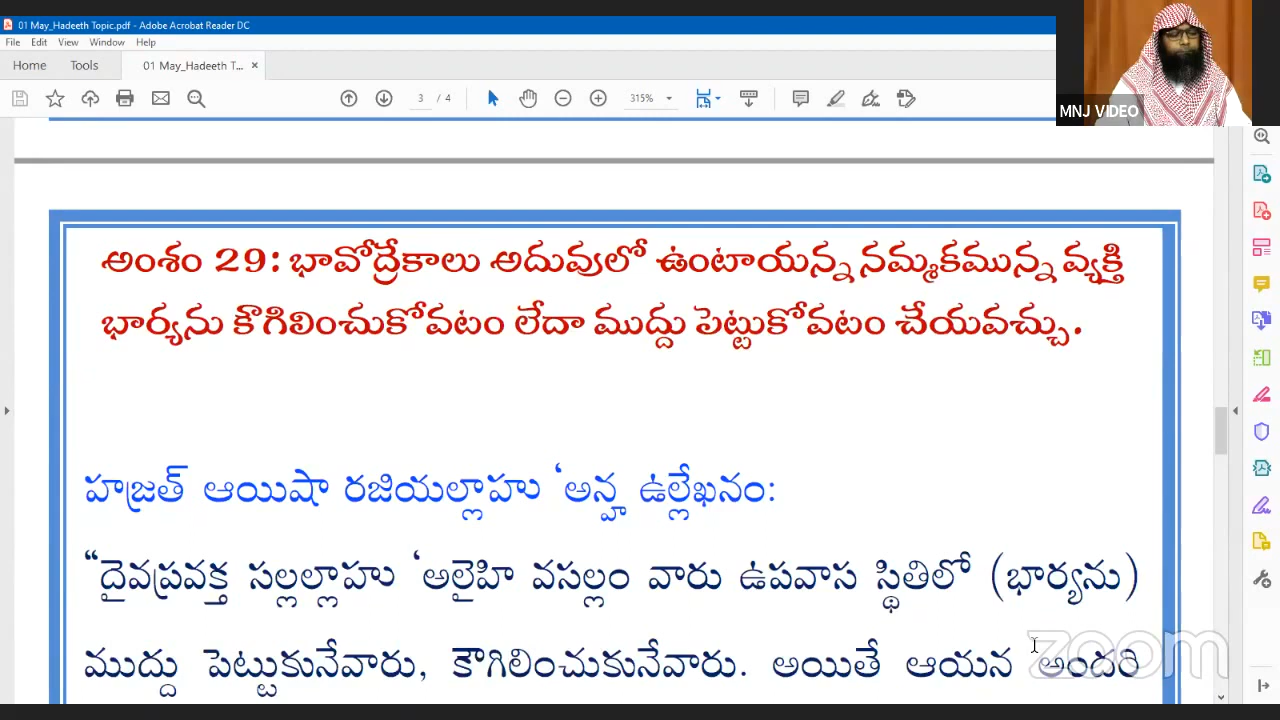 01 May_Hadeeth Topic.pdf - Adobe Acrobat Reader DC
File Edit View Window Help
Home Tools 01 May_Hadeeth T... ×
3 / 4 315%
MNJ VIDEO
అంశం 29: భావోద్రేకాలు అదువులో ఉంటాయన్న నమ్మకమున్న వ్యక్తి
భార్యను కౌగిలించుకోవటం లేదా ముద్దు పెట్టుకోవటం చేయవచ్చు.
హజ్రత్ ఆయిషా రజియల్లాహు ‘అన్హ ఉల్లేఖనం:
“దైవప్రవక్త సల్లల్లాహు ‘అలైహి వసల్లం వారు ఉపవాస స్థితిలో (భార్యను)
ముద్దు పెట్టుకునేవారు, కౌగిలించుకునేవారు. అయితే ఆయన అందరి
zoom